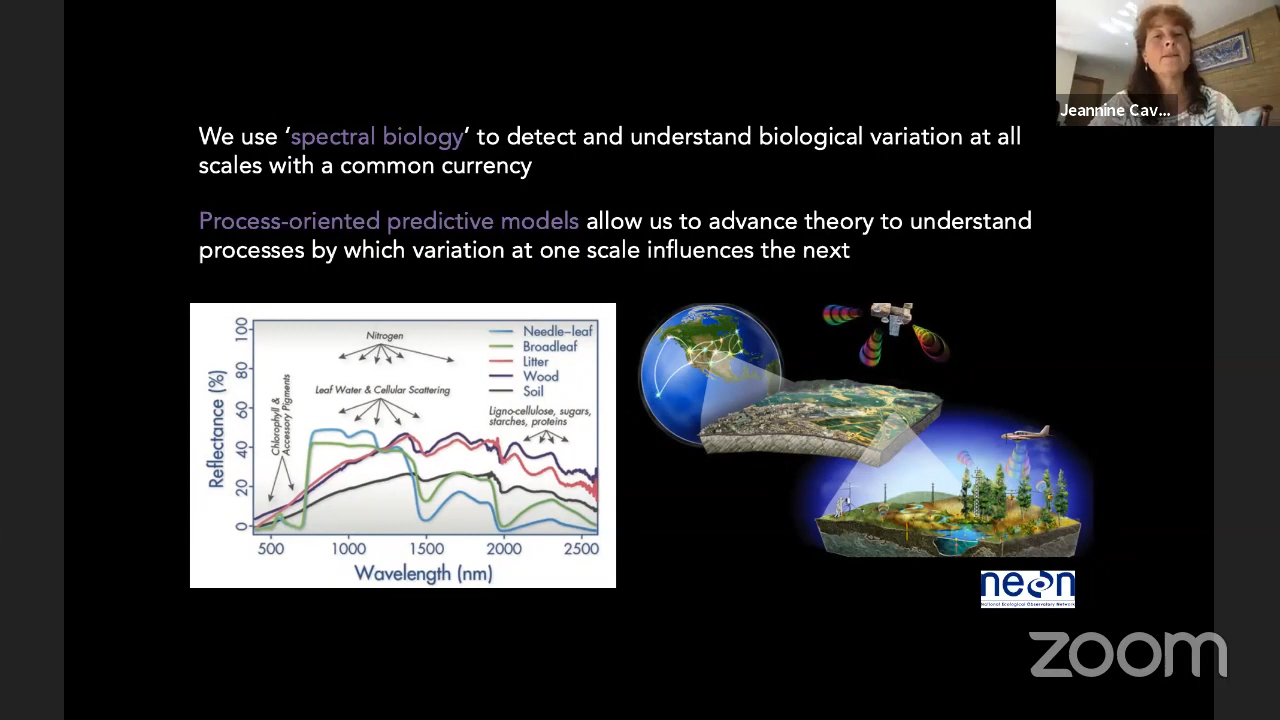 Jeannine Cav...
We use ‘spectral biology’ to detect and understand biological variation at all
scales with a common currency
Process-oriented predictive models allow us to advance theory to understand
processes by which variation at one scale influences the next
Reflectance (%)
100
80
60
40
20
0
Chlorophyll &
Accessory Pigments
Nitrogen
Leaf Water & Cellular Scattering
Needle-leaf
Broadleaf
Litter
Wood
Soil
Ligno-cellulose, sugars,
starches, proteins
500 1000 1500 2000 2500
Wavelength (nm)
neon
National Ecological Observatory Network
zoom